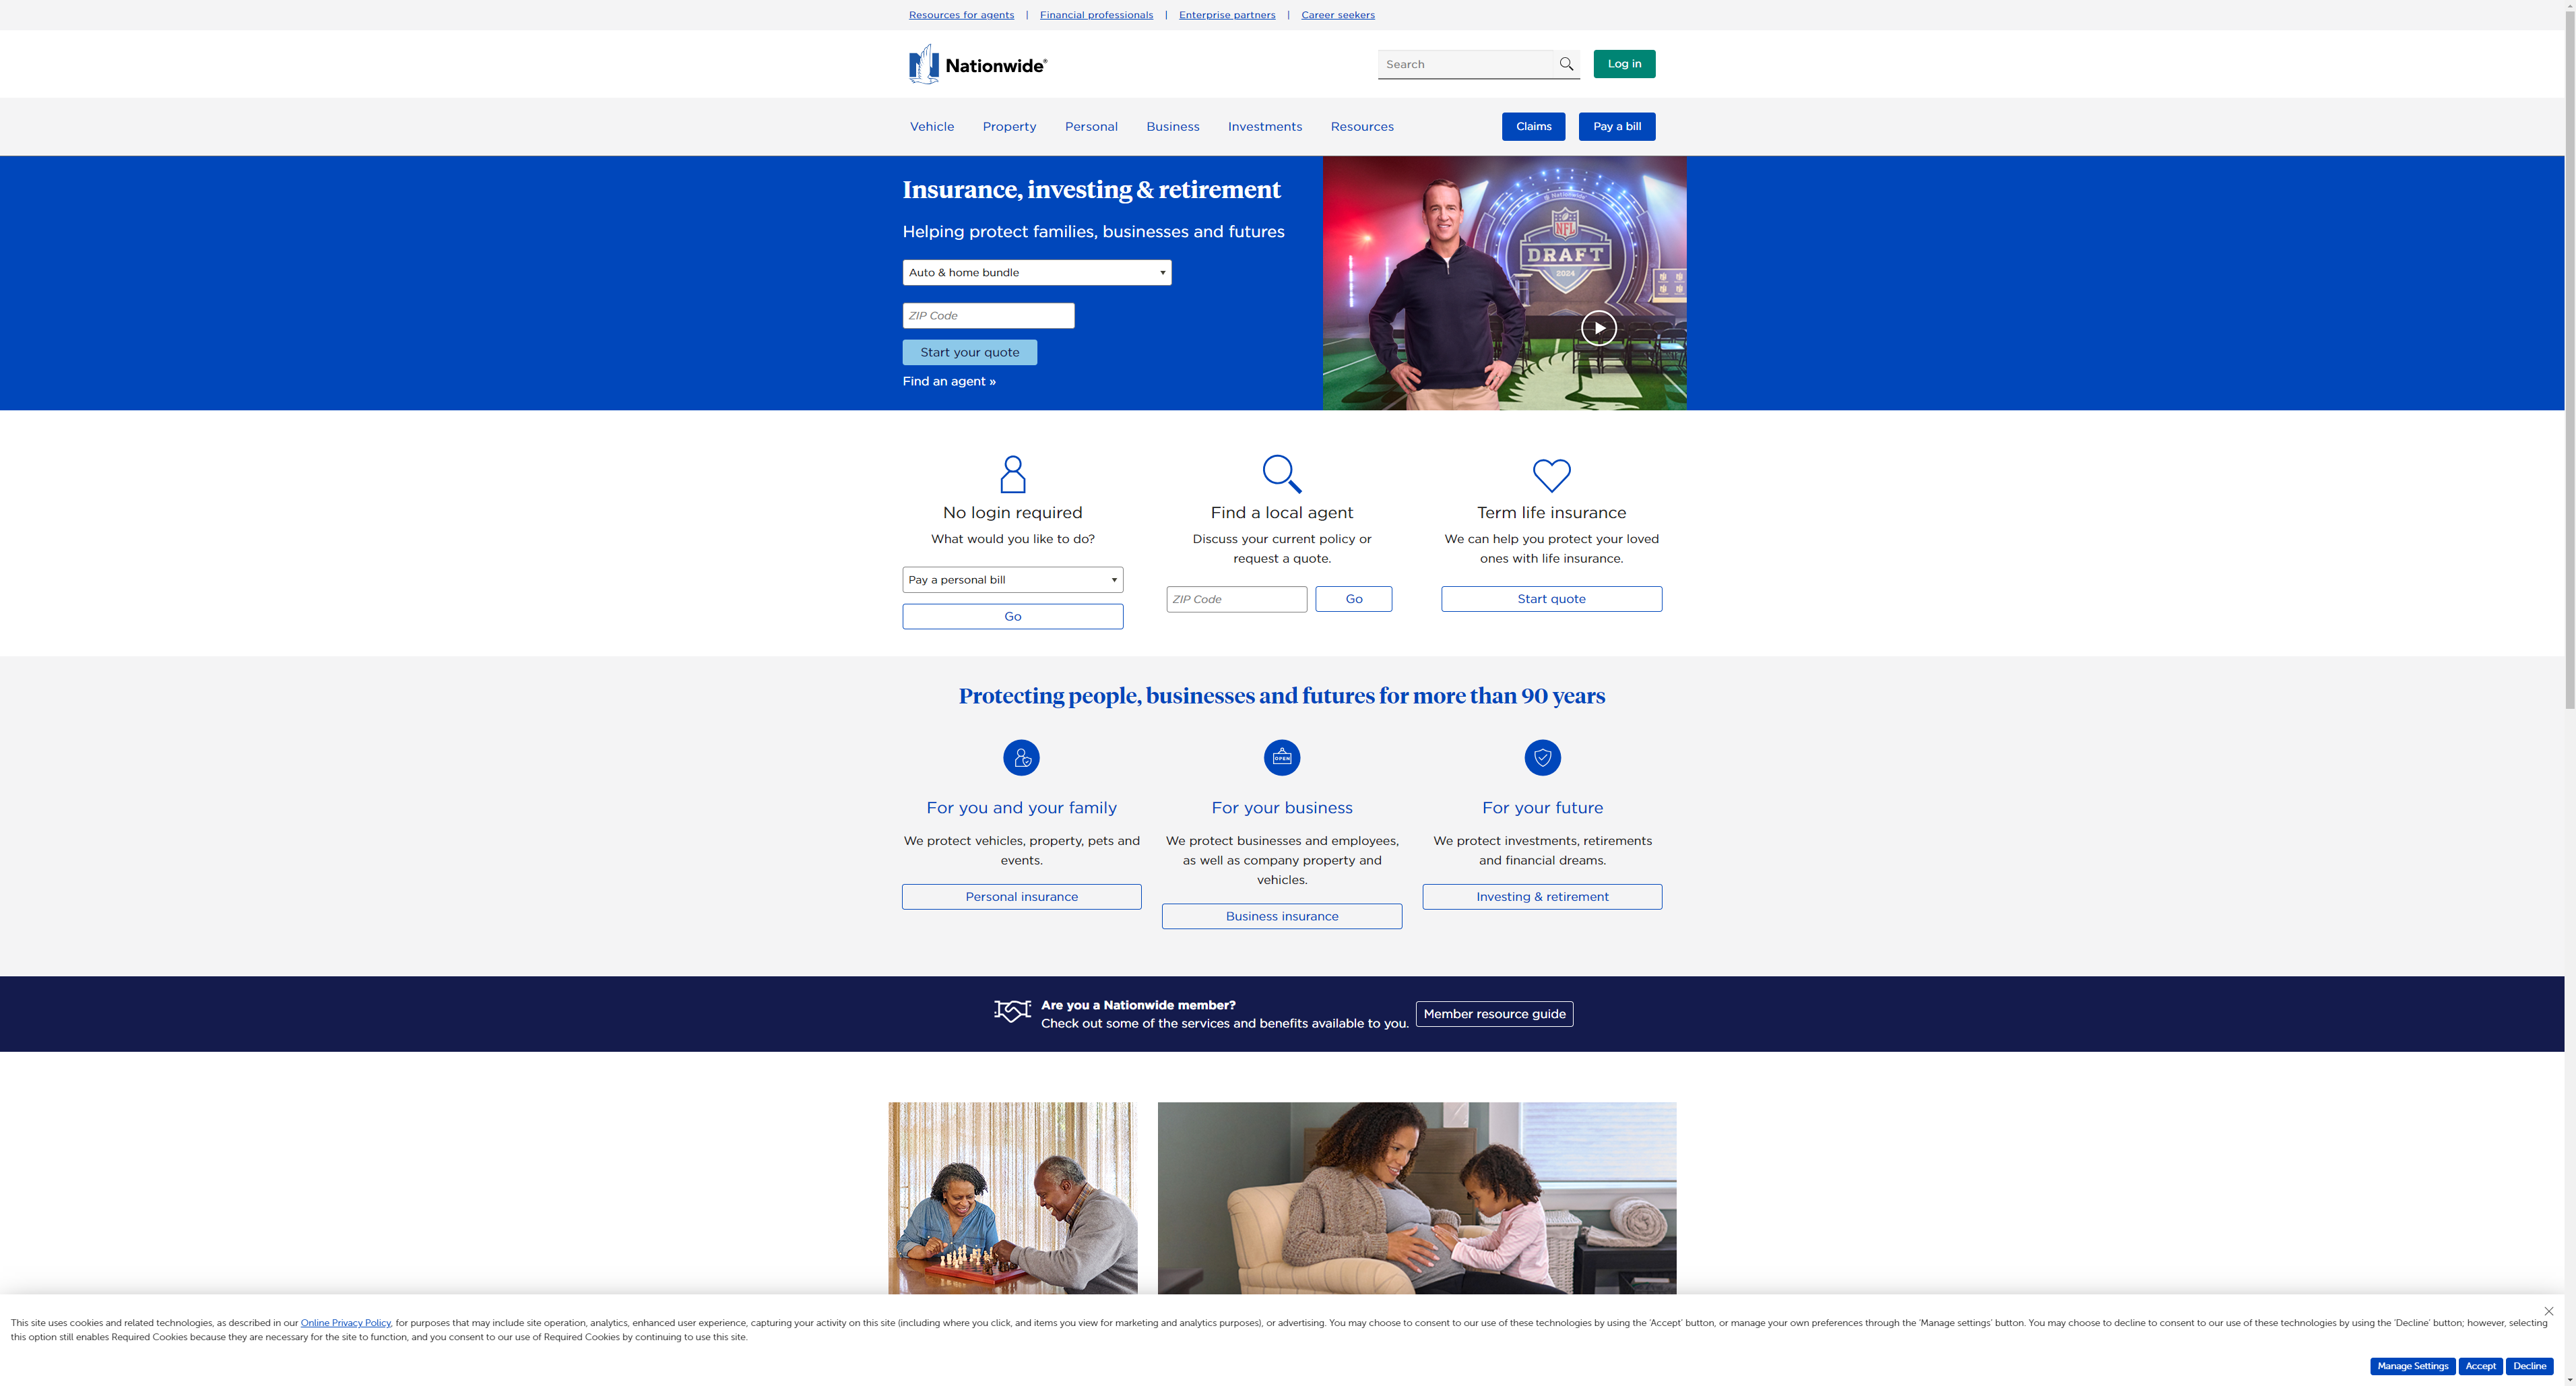 Resources for agents | Financial professionals | Enterprise partners | Career seekers
Nationwide®
Search
Log in
Vehicle Property Personal Business Investments Resources
Claims Pay a bill
Insurance, investing & retirement
Helping protect families, businesses and futures
Auto & home bundle
ZIP Code
Start your quote
Find an agent »
Nationwide
NFL
DRAFT
2024
No login required
What would you like to do?
Pay a personal bill
Go
Find a local agent
Discuss your current policy or
request a quote.
ZIP Code
Go
Term life insurance
We can help you protect your loved
ones with life insurance.
Start quote
Protecting people, businesses and futures for more than 90 years
For you and your family
We protect vehicles, property, pets and
events.
Personal insurance
OPEN
For your business
We protect businesses and employees,
as well as company property and
vehicles.
Business insurance
For your future
We protect investments, retirements
and financial dreams.
Investing & retirement
Are you a Nationwide member?
Check out some of the services and benefits available to you.
Member resource guide
This site uses cookies and related technologies, as described in our Online Privacy Policy, for purposes that may include site operation, analytics, enhanced user experience, capturing your activity on this site (including where you click, and items you view for marketing and analytics purposes), or advertising. You may choose to consent to our use of these technologies by using the 'Accept' button, or manage your own preferences through the 'Manage settings' button. You may choose to decline to consent to our use of these technologies by using the 'Decline' button; however, selecting
this option still enables Required Cookies because they are necessary for the site to function, and you consent to our use of Required Cookies by continuing to use this site.
Manage Settings Accept Decline